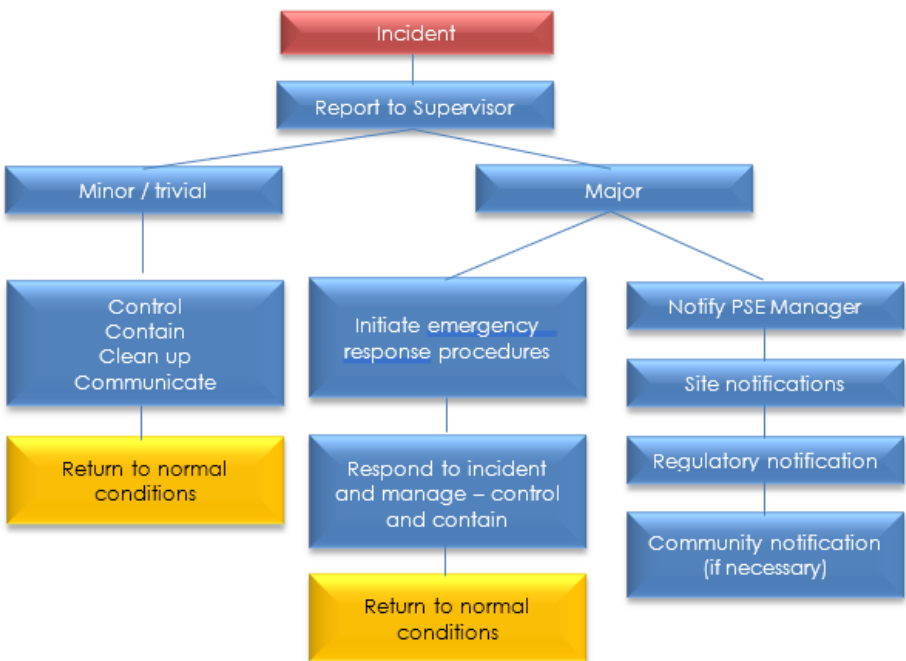 Incident
Report to Supervisor
Minor / trivial
Major
Control
Contain
Clean up
Communicate
Return to normal
conditions
Initiate emergency
response procedures
Respond to incident
and manage – control
and contain
Return to normal
conditions
Notify PSE Manager
Site notifications
Regulatory notification
Community notification
(if necessary)